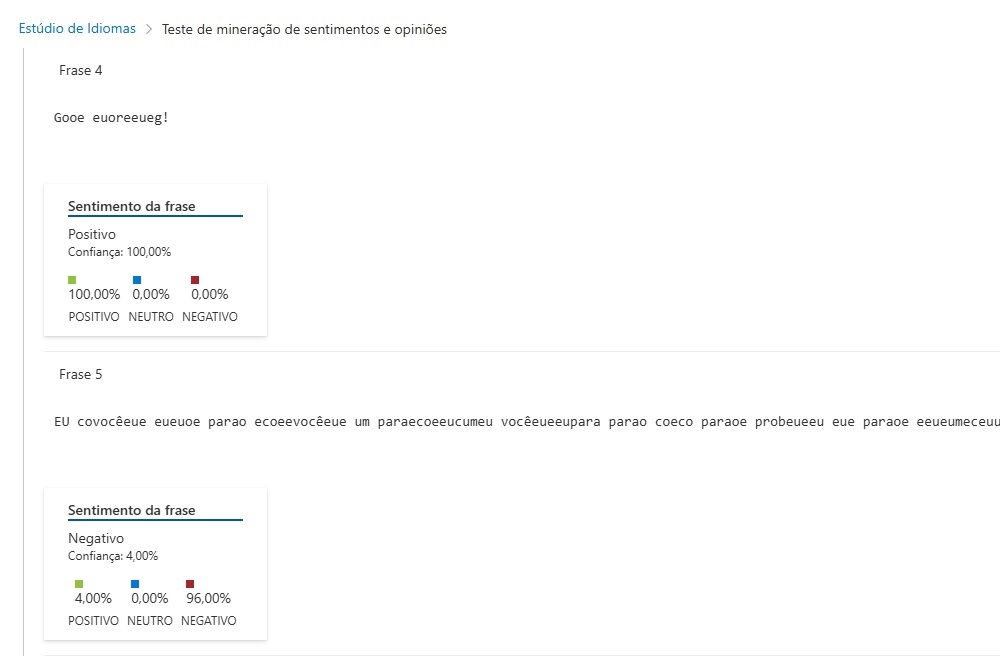 Estúdio de Idiomas > Teste de mineração de sentimentos e opiniões
Frase 4
Gooe euoreeueg!
Sentimento da frase
Positivo
Confiança: 100,00%
100,00% 0,00% 0,00%
POSITIVO NEUTRO NEGATIVO
Frase 5
EU covocêeue eueuoe parao ecoeevocêeue um paraecoeeucumeu vocêeueeupara parao coeco paraoe probeueeu eue paraoe eeueumeceuu
Sentimento da frase
Negativo
Confiança: 4,00%
4,00% 0,00% 96,00%
POSITIVO NEUTRO NEGATIVO